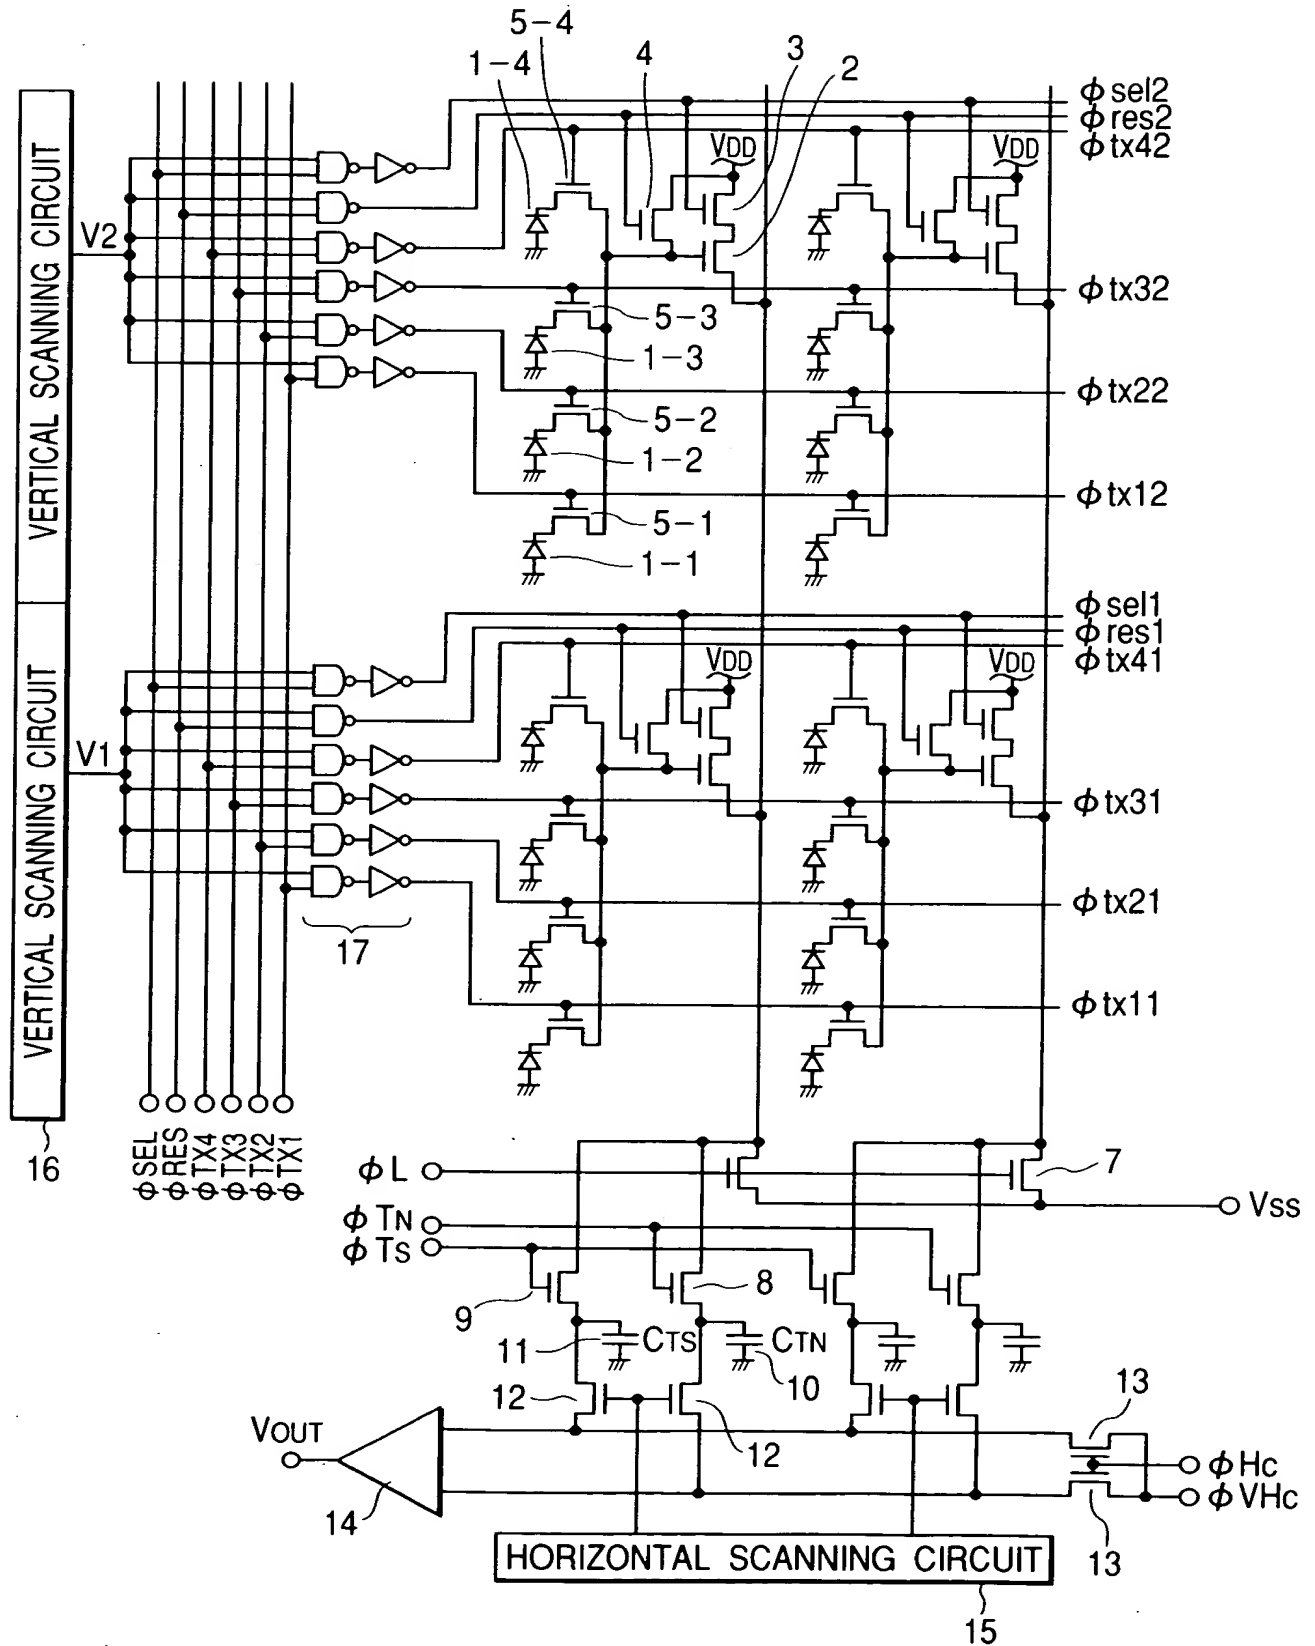 5-4
1-4
4
3
2
φsel2
φres2
φtx42
VDD
VDD
VERTICAL SCANNING CIRCUIT
V2
φtx32
5-3
1-3
φtx22
5-2
1-2
φtx12
5-1
1-1
φsel1
φres1
φtx41
VDD
VDD
VERTICAL SCANNING CIRCUIT
V1
φtx31
φtx21
17
φtx11
16
φSEL
φRES
φTX4
φTX3
φTX2
φTX1
φL
7
VSS
φTN
φTS
9
8
11
CTS
CTN
10
12
12
13
VOUT
φHC
φVHC
14
13
HORIZONTAL SCANNING CIRCUIT
15